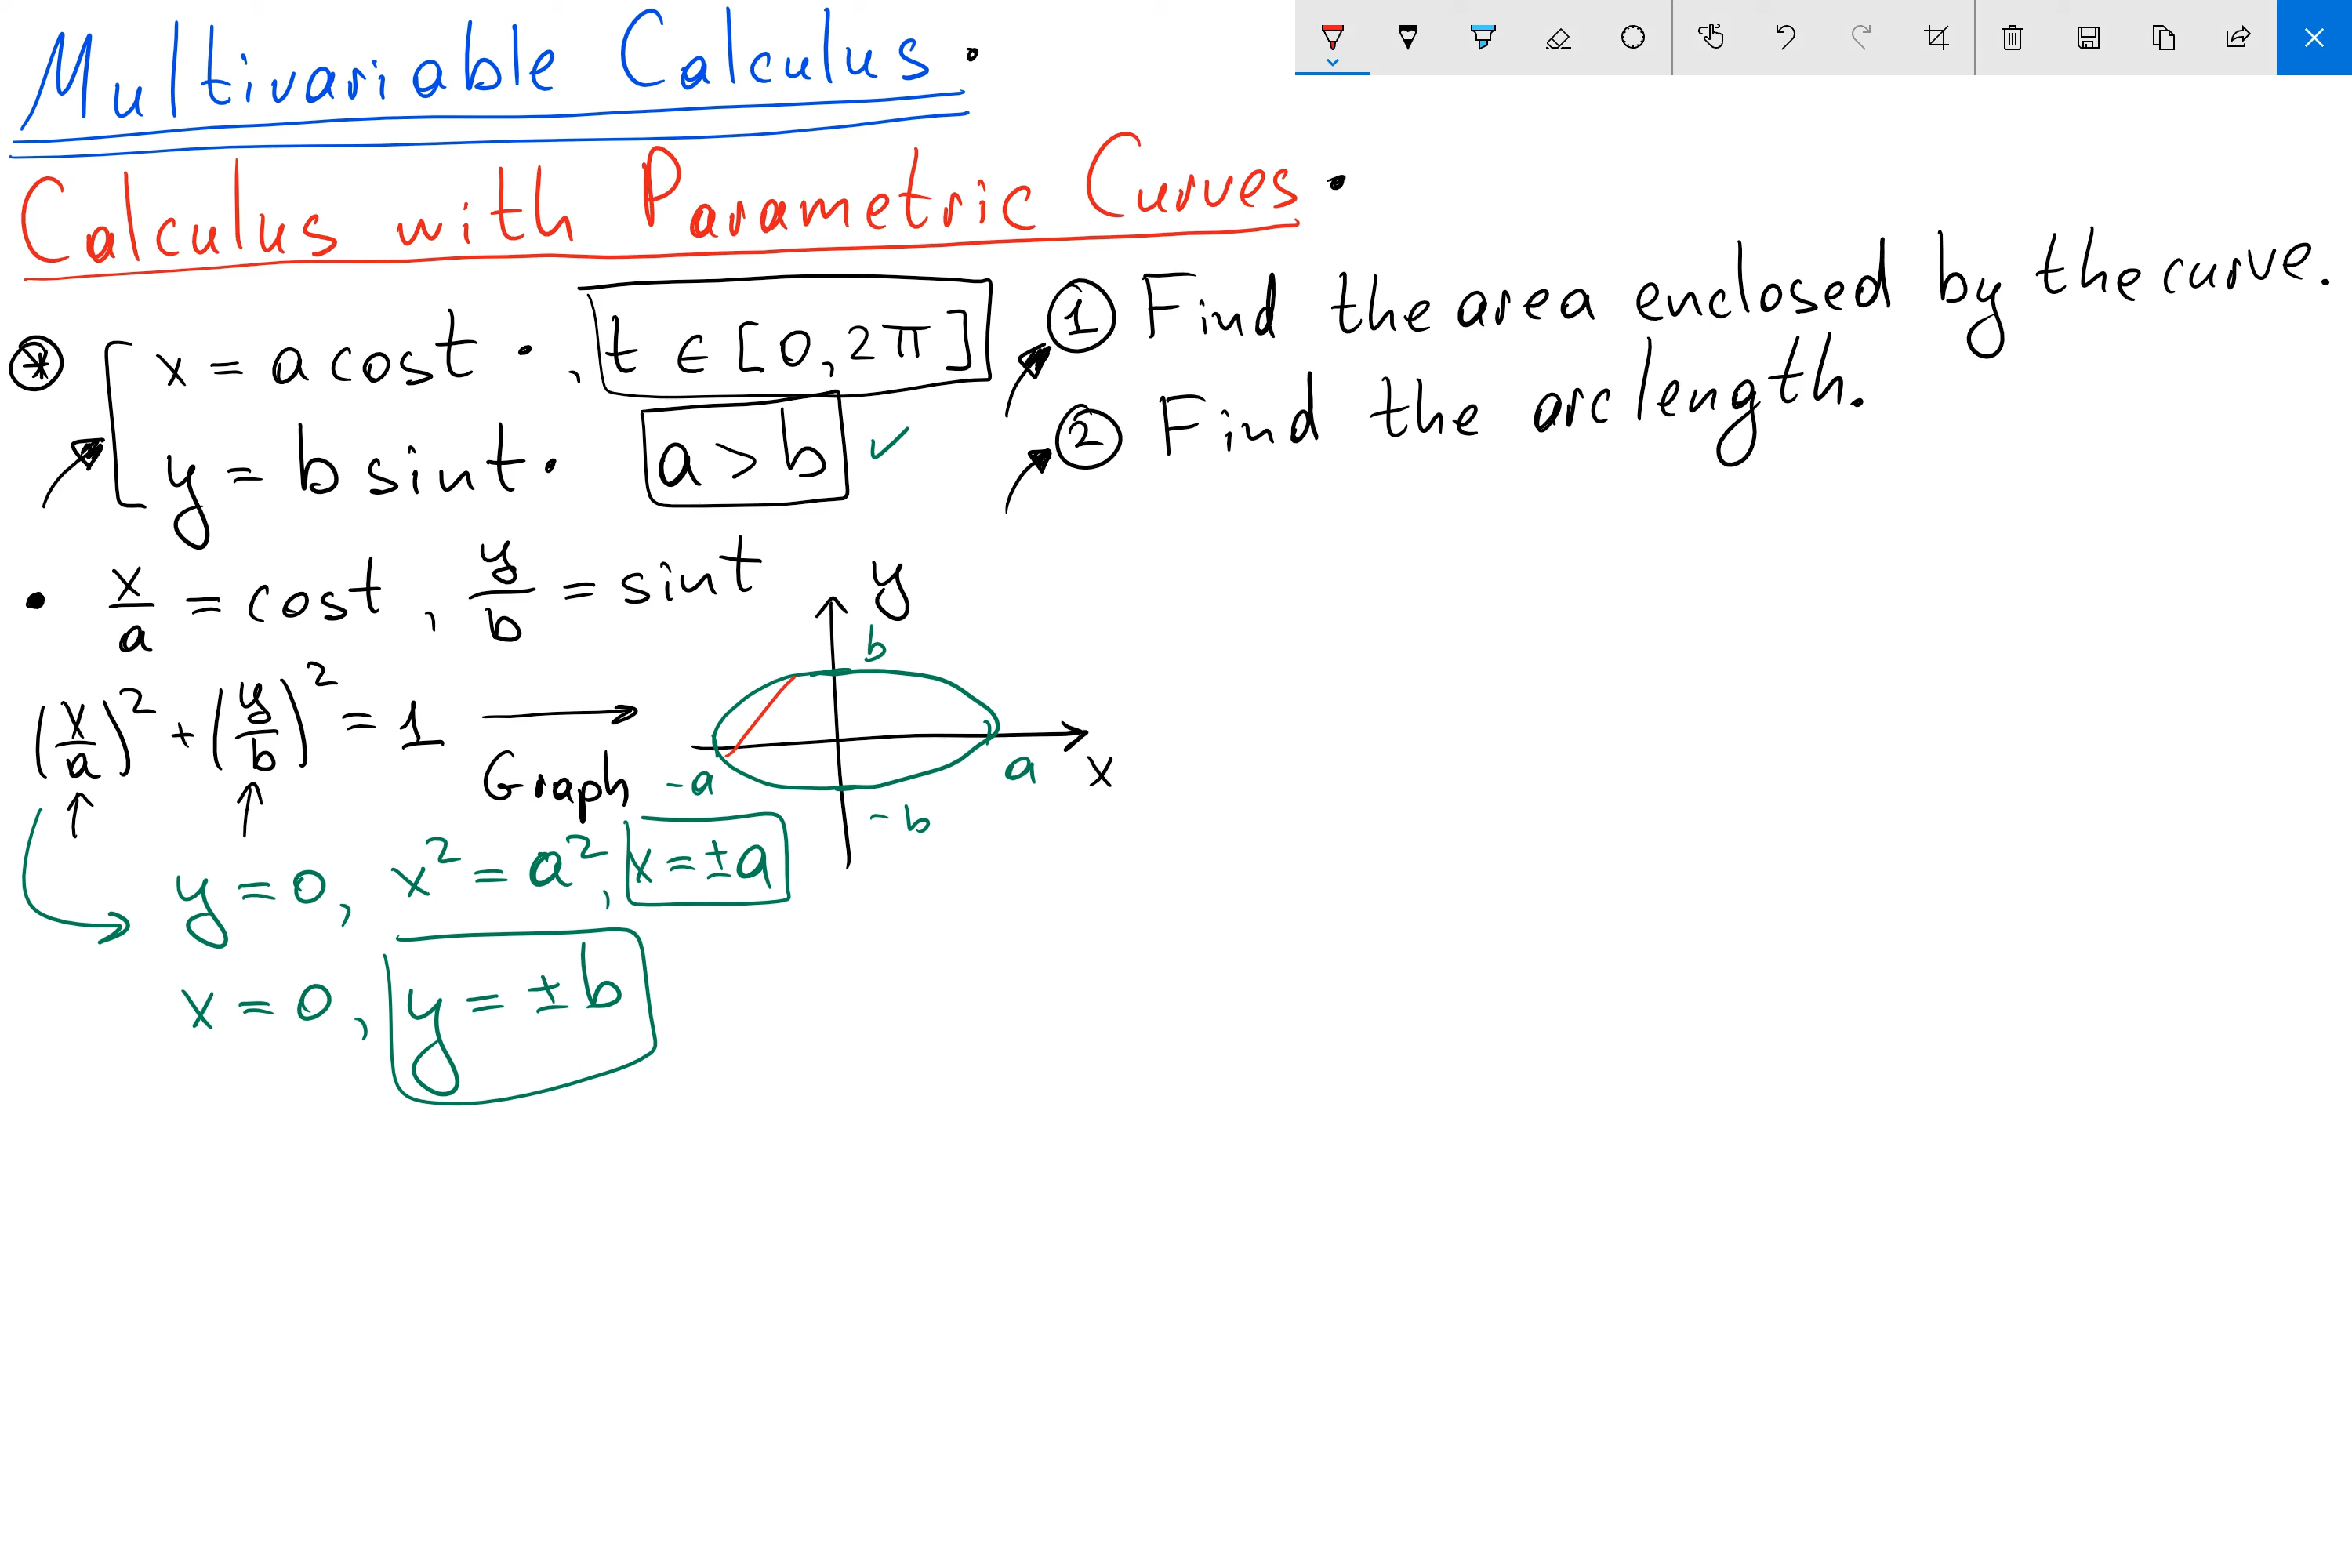 Multivariable Calculus.
Calculus with Parametric Curves.
⊛ x = a cost , t ∈ [0, 2π]
y = b sint. a > b ✓
① Find the area enclosed by the curve.
② Find the arc length.
• x/a = cost , y/b = sint
(x/a)² + (y/b)² = 1 → Graph
y
b
-a
a
x
-b
y = 0, x² = a², x = ±a
x = 0, y = ±b